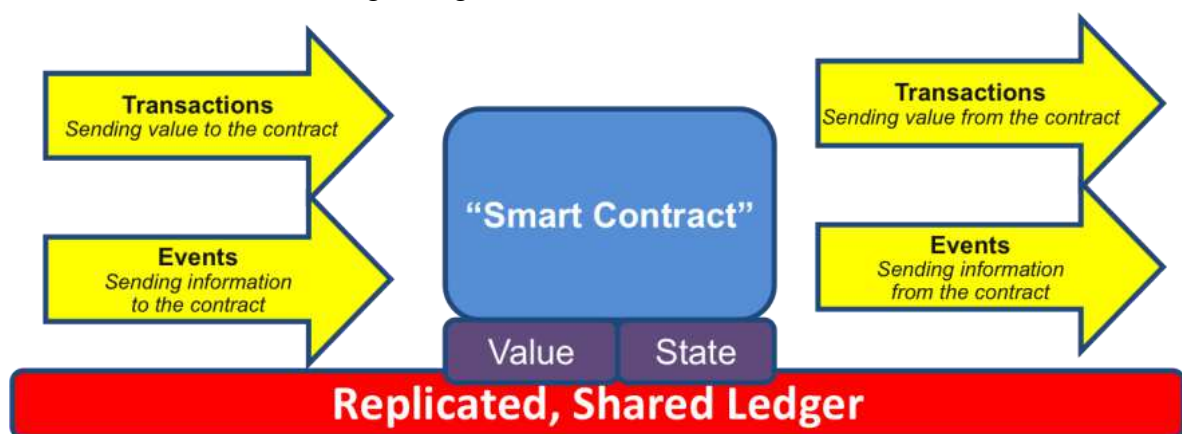 Transactions
Sending value to the contract
Events
Sending information
to the contract
“Smart Contract”
Value
State
Transactions
Sending value from the contract
Events
Sending information
from the contract
Replicated, Shared Ledger